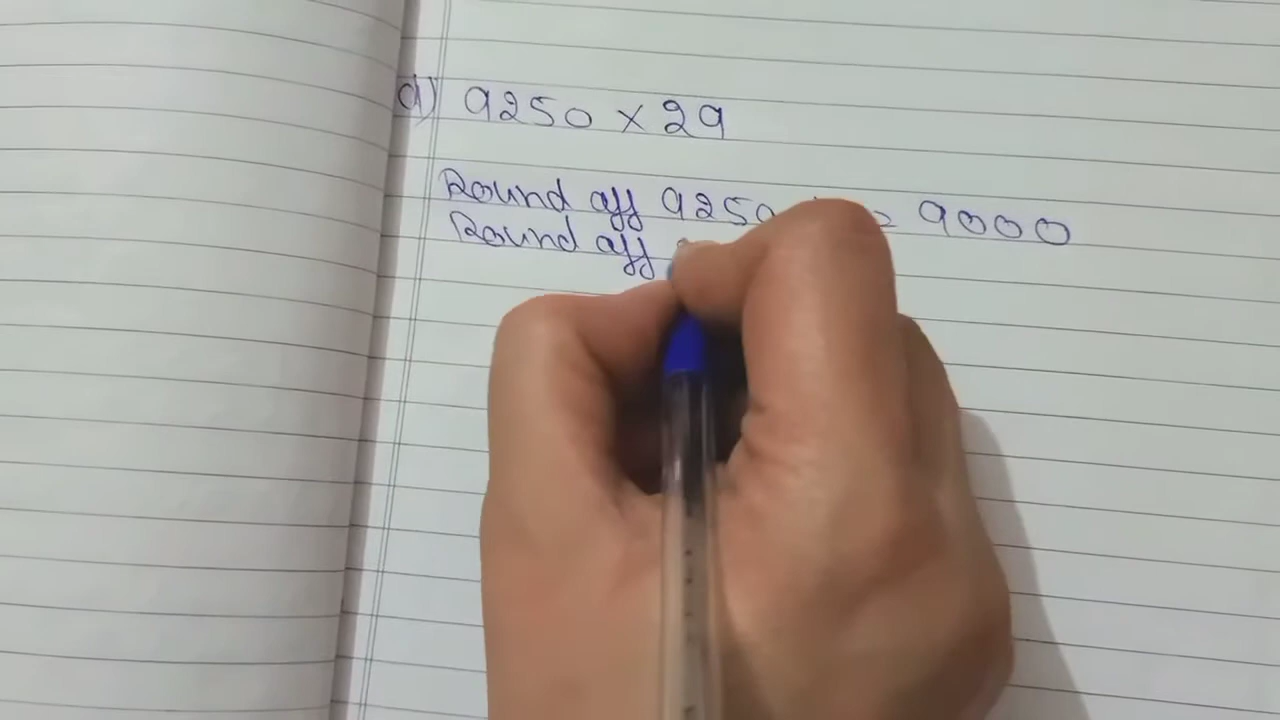 d) 9250 × 29
Round off 9250 = 9000
Round off